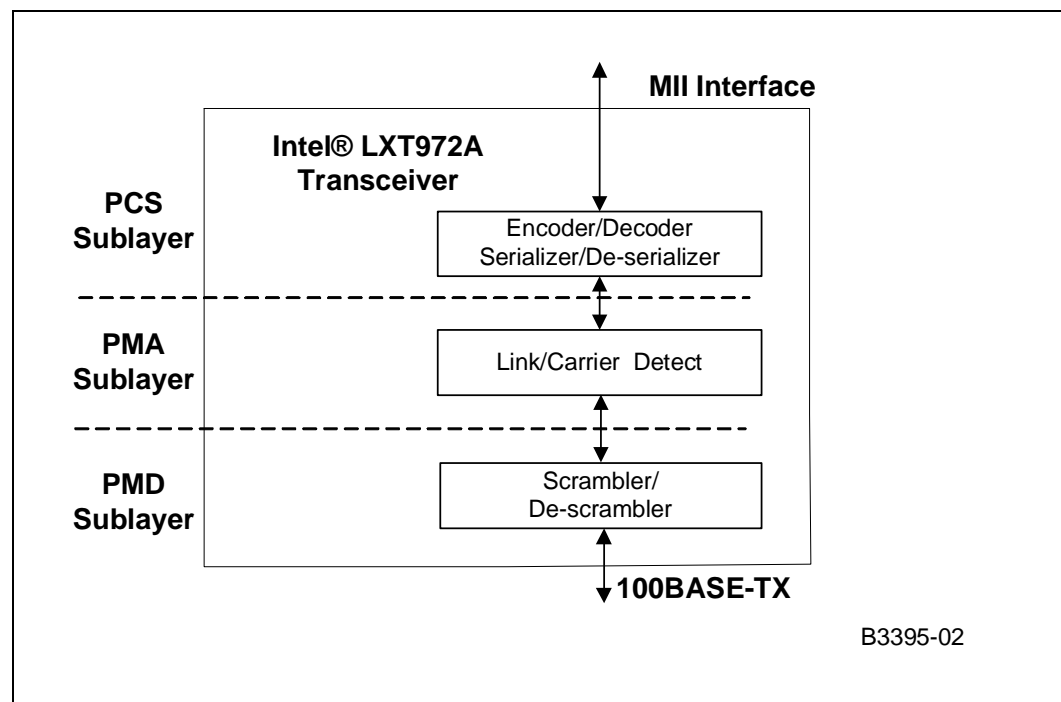 MII Interface
Intel® LXT972A
Transceiver
PCS
Sublayer
Encoder/Decoder
Serializer/De-serializer
PMA
Sublayer
Link/Carrier Detect
PMD
Sublayer
Scrambler/
De-scrambler
100BASE-TX
B3395-02